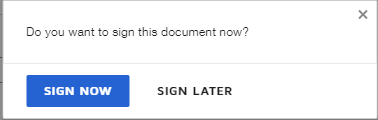 Do you want to sign this document now?
SIGN NOW SIGN LATER